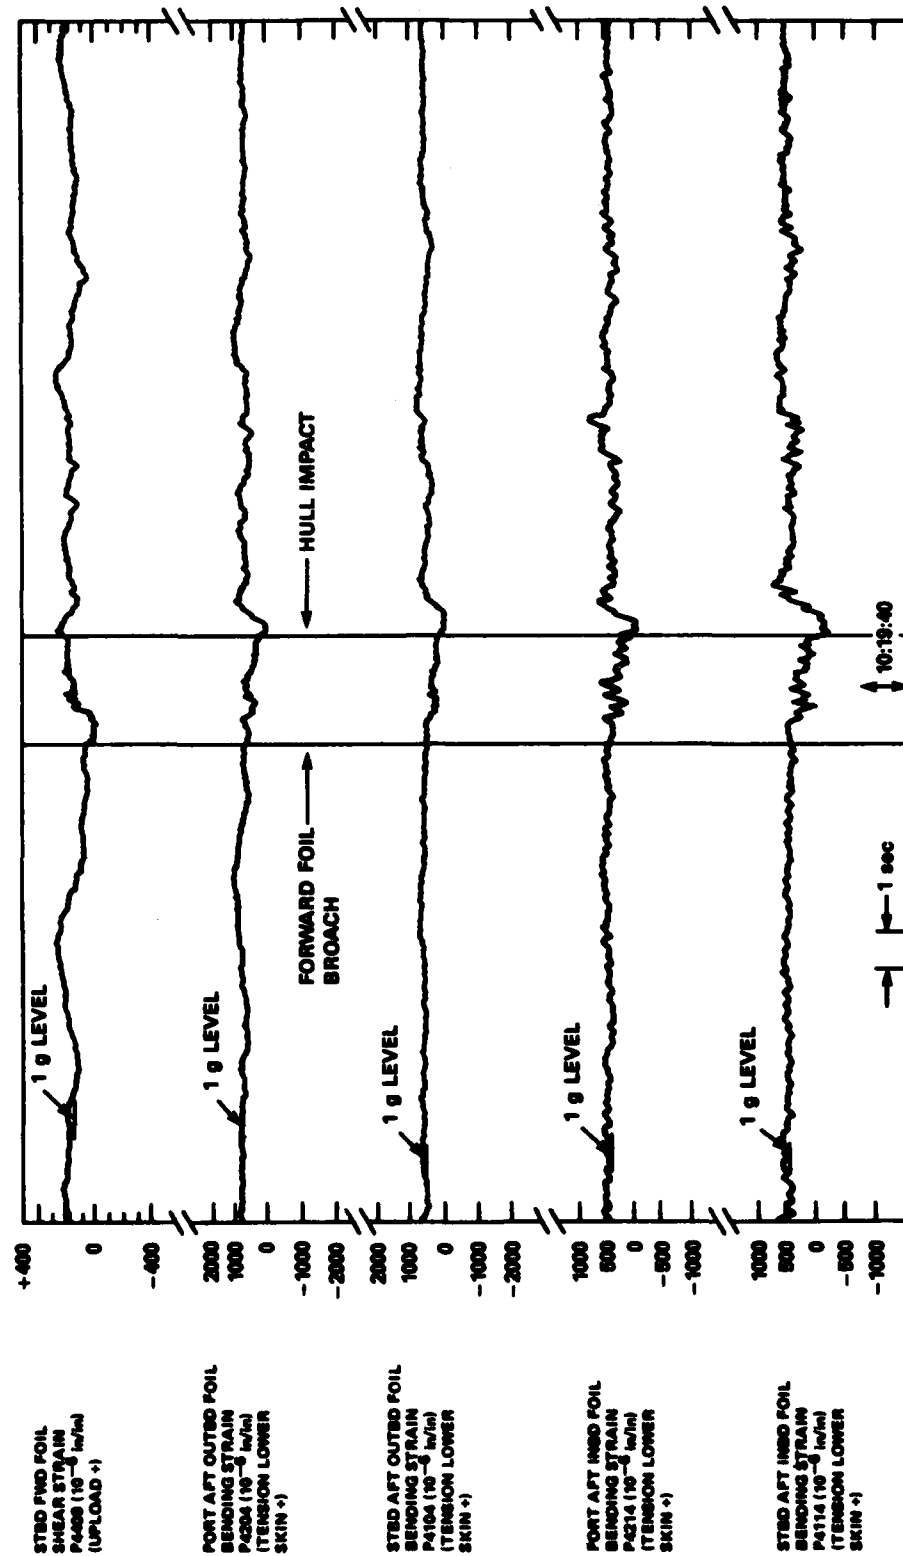 STBD FWD FOIL
SHEAR STRAIN
P4409 (10⁻⁶ in/in)
(UPLOAD +)
+400
0
-400
1 g LEVEL
PORT AFT OUTBD FOIL
BENDING STRAIN
P4204 (10⁻⁶ in/in)
(TENSION LOWER
SKIN +)
2000
1000
0
-1000
-2000
1 g LEVEL
FORWARD FOIL
BROACH
HULL IMPACT
STBD AFT OUTBD FOIL
BENDING STRAIN
P4104 (10⁻⁶ in/in)
(TENSION LOWER
SKIN +)
2000
1000
0
-1000
-2000
1 g LEVEL
PORT AFT INBD FOIL
BENDING STRAIN
P4214 (10⁻⁶ in/in)
(TENSION LOWER
SKIN +)
1000
500
0
-500
-1000
1 g LEVEL
STBD AFT INBD FOIL
BENDING STRAIN
P4114 (10⁻⁶ in/in)
(TENSION LOWER
SKIN +)
1000
500
0
-500
-1000
1 g LEVEL
1 sec
10:19:40